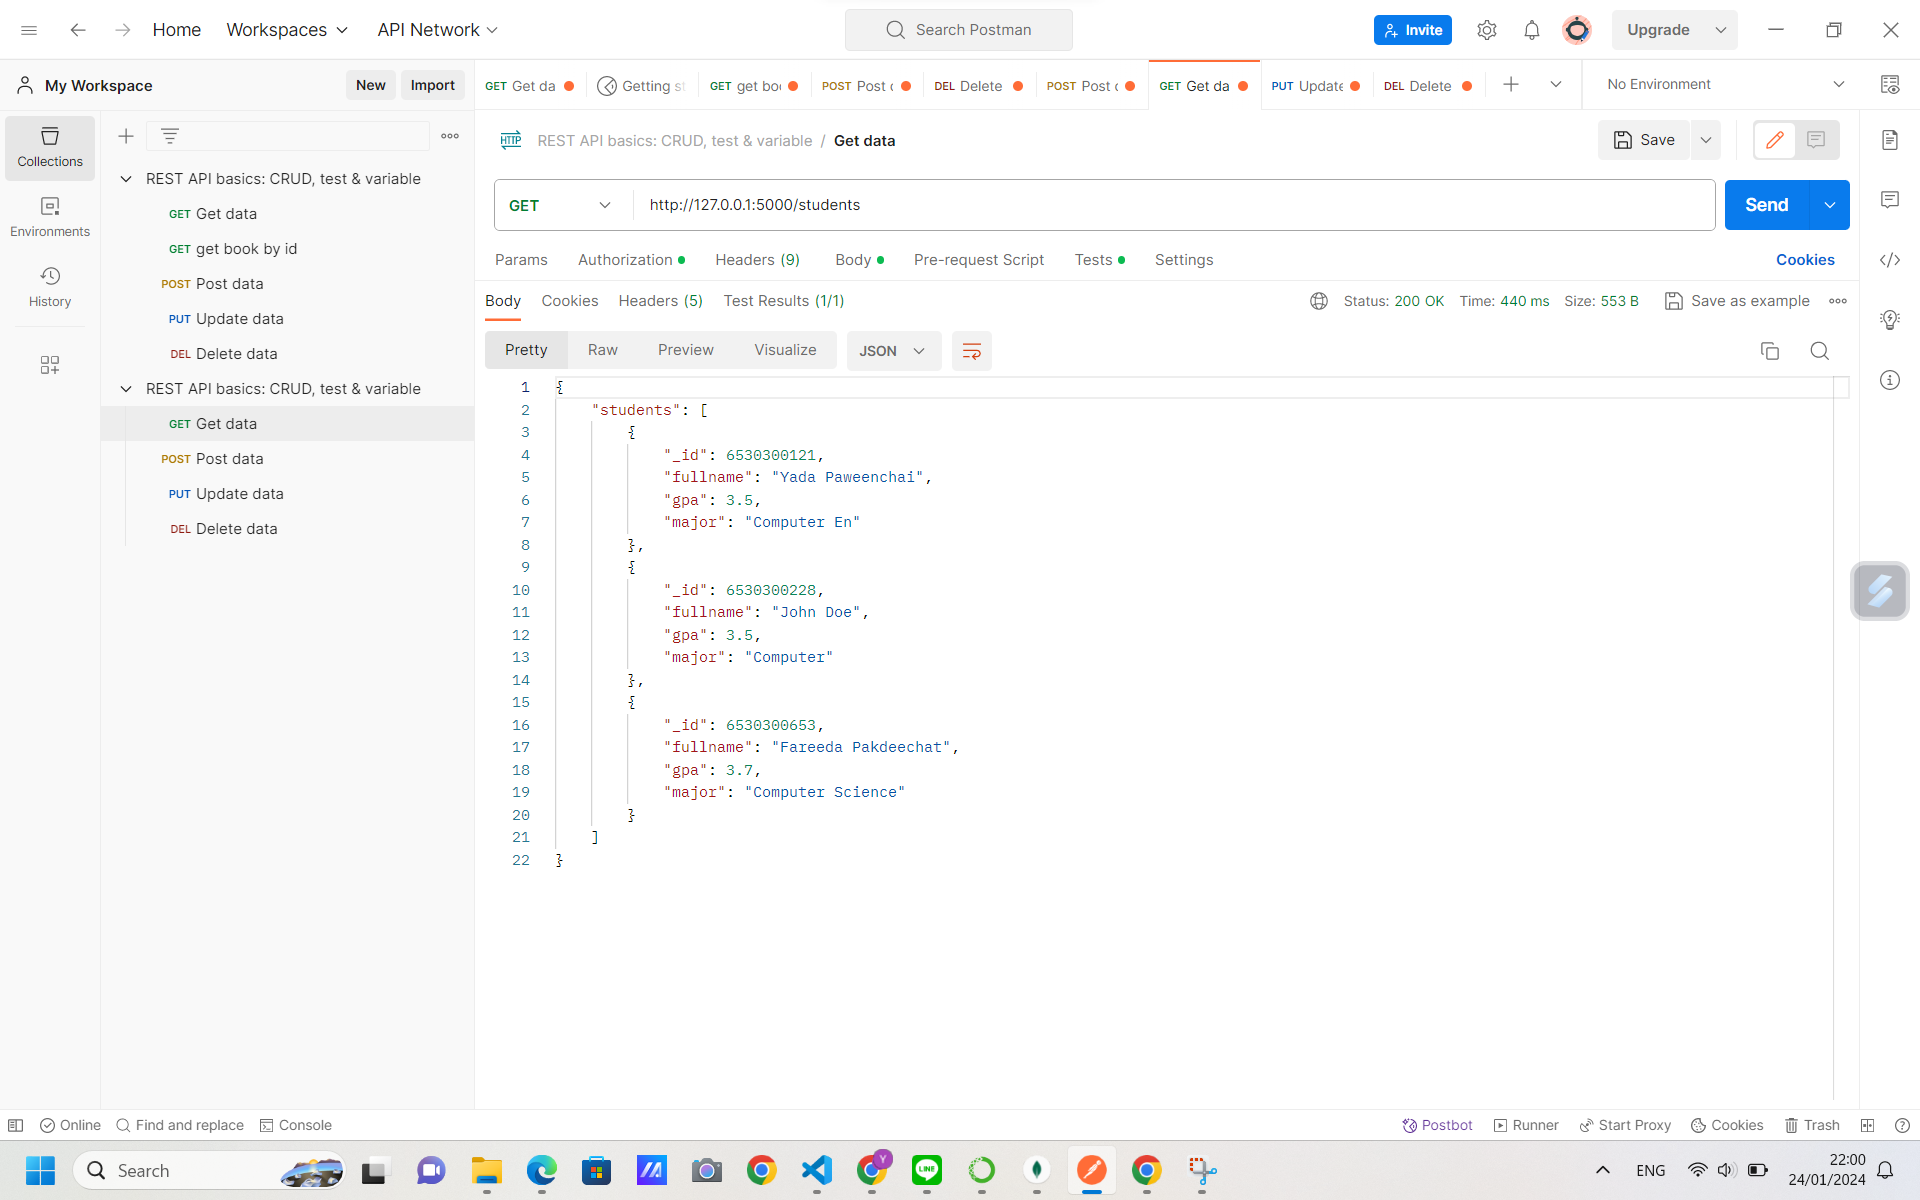 Home Workspaces API Network Search Postman Invite Upgrade
My Workspace New Import GET Get da Getting st GET get boo POST Post c DEL Delete POST Post c GET Get da PUT Update DEL Delete No Environment
Collections
Environments
History
REST API basics: CRUD, test & variable
GET Get data
GET get book by id
POST Post data
PUT Update data
DEL Delete data
REST API basics: CRUD, test & variable
GET Get data
POST Post data
PUT Update data
DEL Delete data
HTTP REST API basics: CRUD, test & variable / Get data Save
GET http://127.0.0.1:5000/students Send
Params Authorization Headers (9) Body Pre-request Script Tests Settings Cookies
Body Cookies Headers (5) Test Results (1/1) Status: 200 OK Time: 440 ms Size: 553 B Save as example
Pretty Raw Preview Visualize JSON
1 {
2 "students": [
3 {
4 "_id": 6530300121,
5 "fullname": "Yada Paweenchai",
6 "gpa": 3.5,
7 "major": "Computer En"
8 },
9 {
10 "_id": 6530300228,
11 "fullname": "John Doe",
12 "gpa": 3.5,
13 "major": "Computer"
14 },
15 {
16 "_id": 6530300653,
17 "fullname": "Fareeda Pakdeechat",
18 "gpa": 3.7,
19 "major": "Computer Science"
20 }
21 ]
22 }
Online Find and replace Console Postbot Runner Start Proxy Cookies Trash
Search Y LINE ENG 22:00
24/01/2024